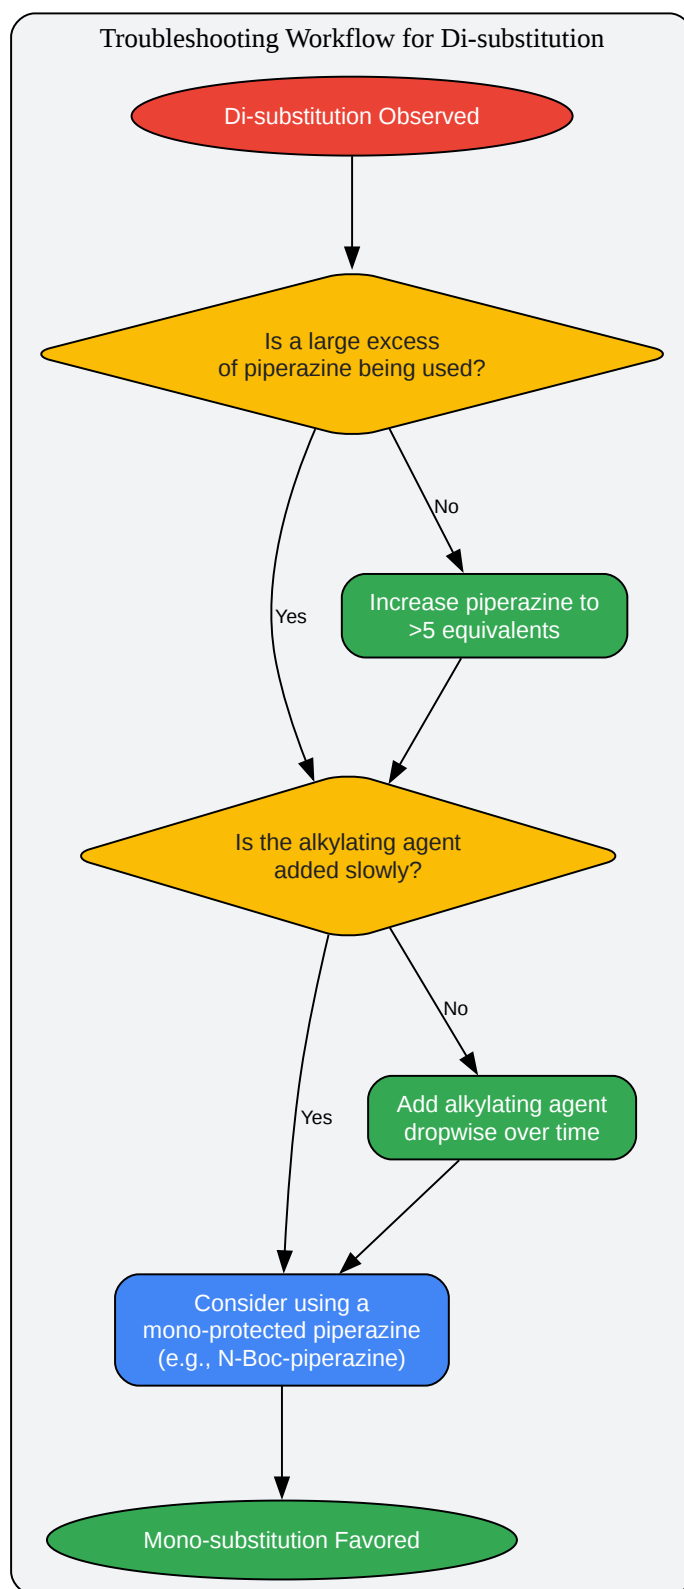 Troubleshooting Workflow for Di-substitution
Di-substitution Observed
Is a large excess
of piperazine being used?
No
Yes
Increase piperazine to
>5 equivalents
Is the alkylating agent
added slowly?
No
Yes
Add alkylating agent
dropwise over time
Consider using a
mono-protected piperazine
(e.g., N-Boc-piperazine)
Mono-substitution Favored